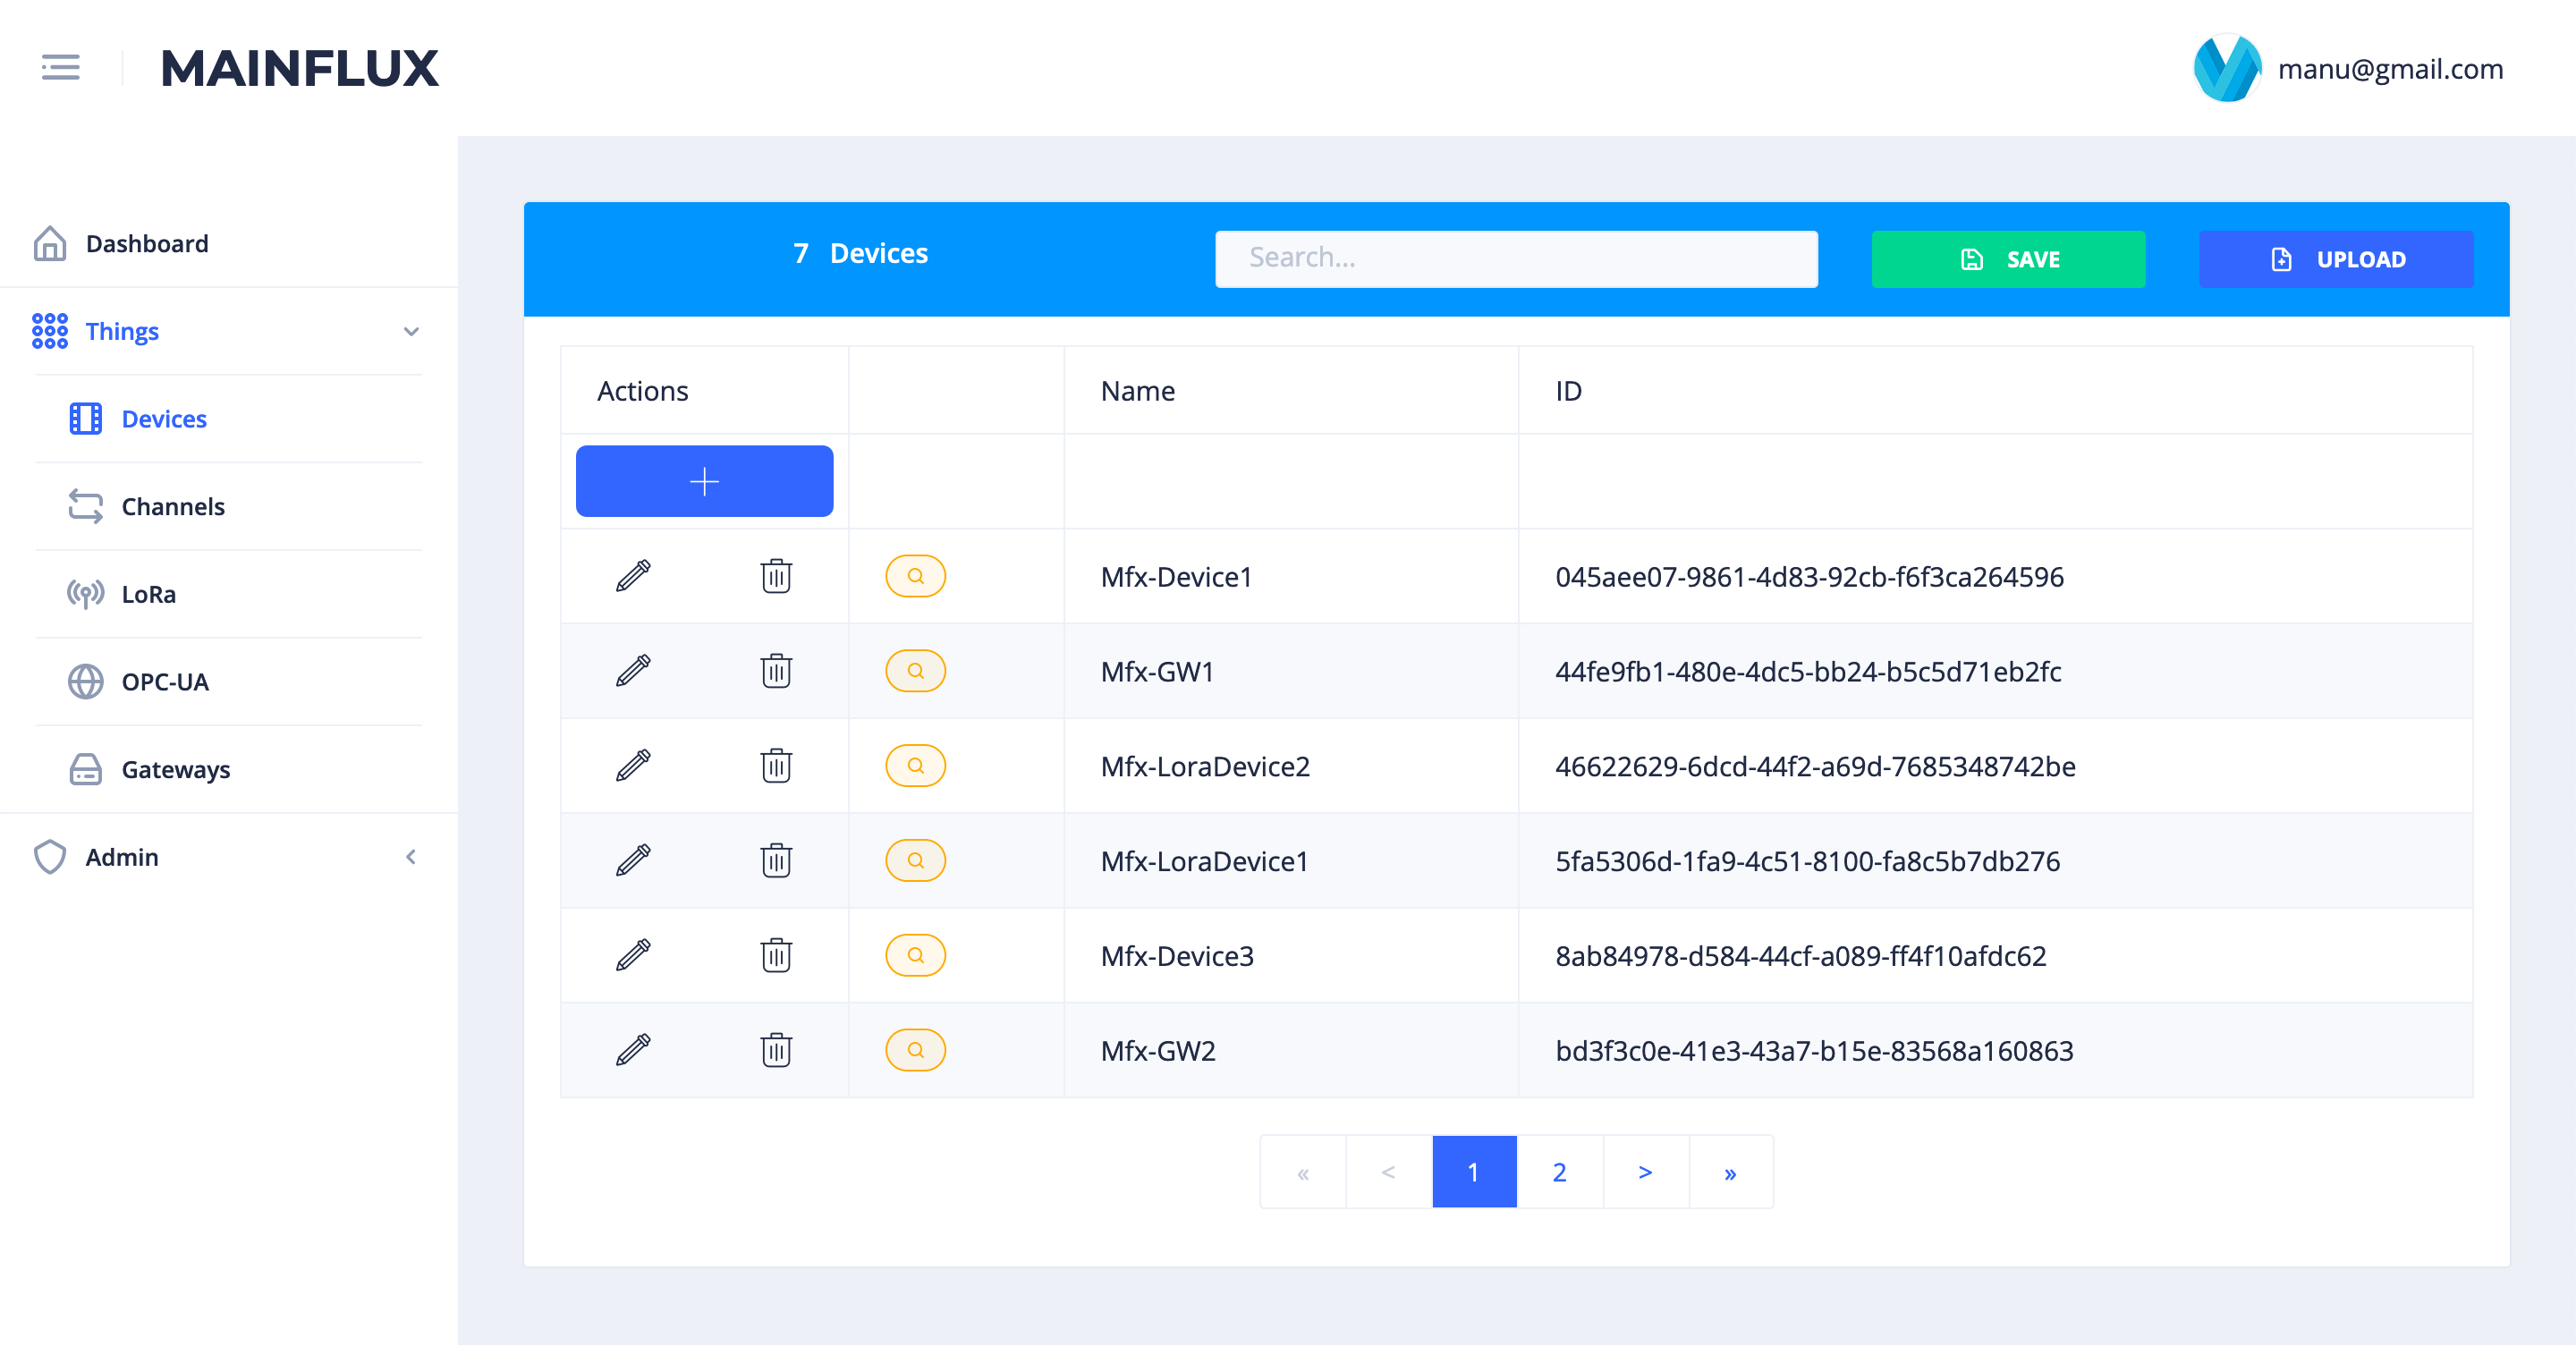 MAINFLUX
manu@gmail.com
Dashboard
Things
Devices
Channels
LoRa
OPC-UA
Gateways
Admin
7 Devices
Search...
SAVE
UPLOAD
Actions Name ID
Mfx-Device1 045aee07-9861-4d83-92cb-f6f3ca264596
Mfx-GW1 44fe9fb1-480e-4dc5-bb24-b5c5d71eb2fc
Mfx-LoraDevice2 46622629-6dcd-44f2-a69d-7685348742be
Mfx-LoraDevice1 5fa5306d-1fa9-4c51-8100-fa8c5b7db276
Mfx-Device3 8ab84978-d584-44cf-a089-ff4f10afdc62
Mfx-GW2 bd3f3c0e-41e3-43a7-b15e-83568a160863
« < 1 2 > »